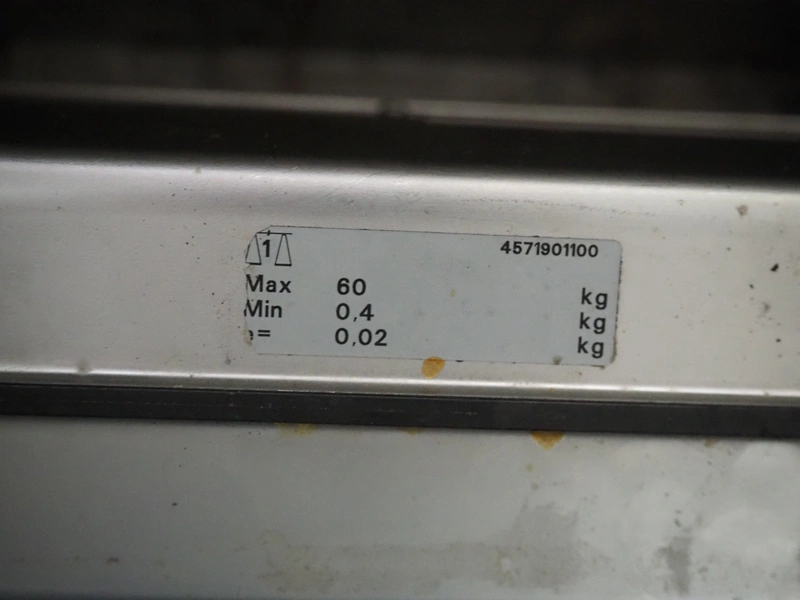 1 4571901100
Max 60 kg
Min 0,4 kg
e= 0,02 kg